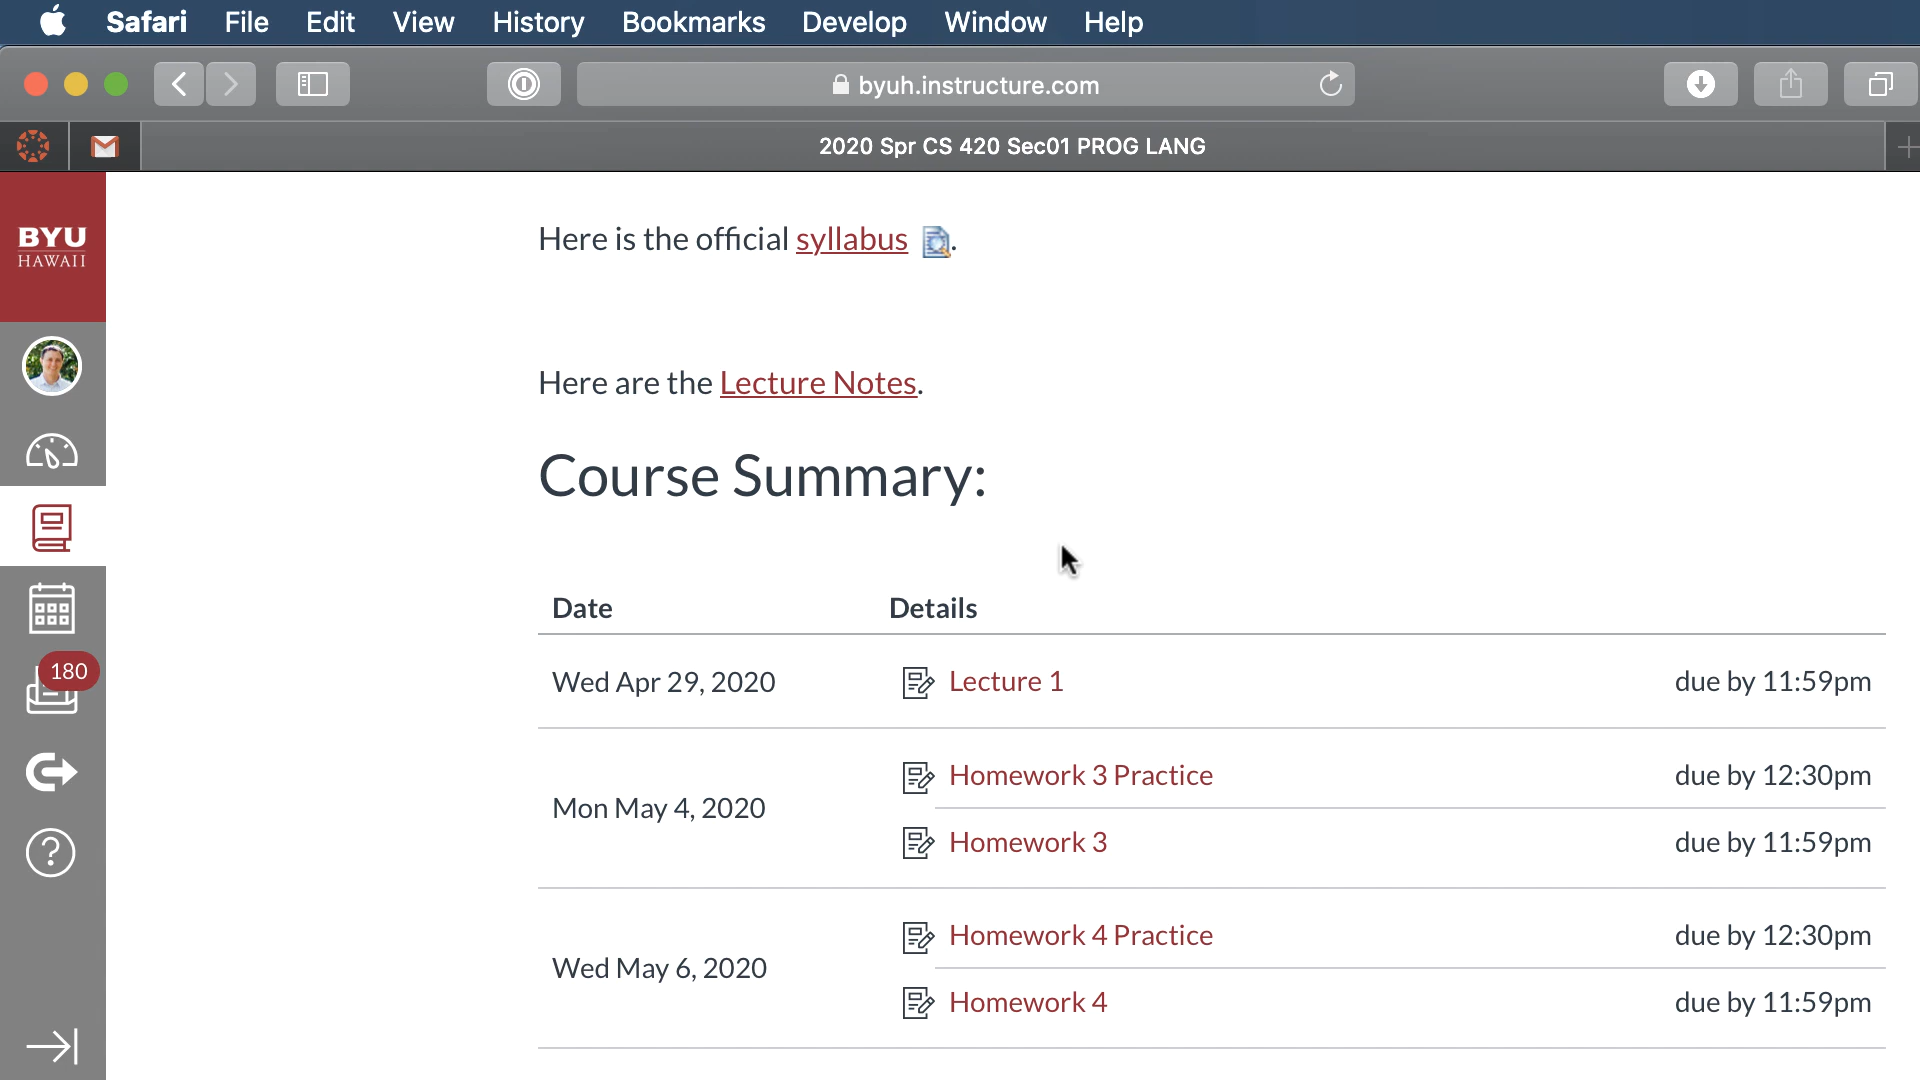 Safari File Edit View History Bookmarks Develop Window Help
byuh.instructure.com
2020 Spr CS 420 Sec01 PROG LANG
BYU
HAWAII
Here is the official syllabus .
Here are the Lecture Notes.
Course Summary:
Date Details
Wed Apr 29, 2020 Lecture 1 due by 11:59pm
Homework 3 Practice due by 12:30pm
Mon May 4, 2020
Homework 3 due by 11:59pm
Homework 4 Practice due by 12:30pm
Wed May 6, 2020
Homework 4 due by 11:59pm
180